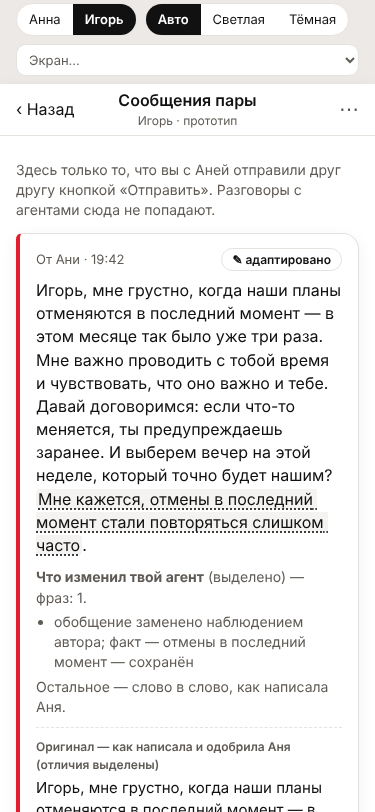 Анна Игорь Авто Светлая Тёмная
Экран...
‹ Назад Сообщения пары ···
Игорь · прототип
Здесь только то, что вы с Аней отправили друг
другу кнопкой «Отправить». Разговоры с
агентами сюда не попадают.
От Ани · 19:42 ✎ адаптировано
Игорь, мне грустно, когда наши планы
отменяются в последний момент — в
этом месяце так было уже три раза.
Мне важно проводить с тобой время
и чувствовать, что оно важно и тебе.
Давай договоримся: если что-то
меняется, ты предупреждаешь
заранее. И выберем вечер на этой
неделе, который точно будет нашим?
Мне кажется, отмены в последний
момент стали повторяться слишком
часто.
Что изменил твой агент (выделено) —
фраз: 1.
• обобщение заменено наблюдением
автора; факт — отмены в последний
момент — сохранён
Остальное — слово в слово, как написала
Аня.
Оригинал — как написала и одобрила Аня
(отличия выделены)
Игорь, мне грустно, когда наши планы
отменяются в последний момент — в